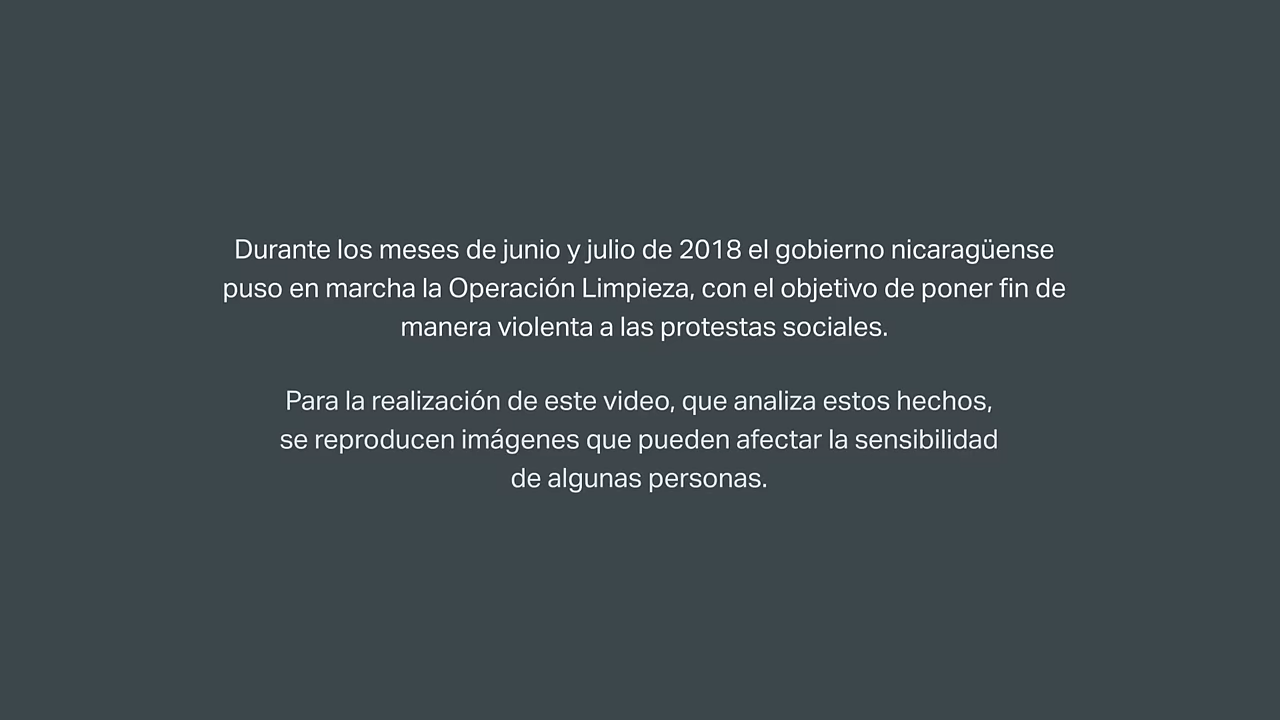 Durante los meses de junio y julio de 2018 el gobierno nicaragüense
puso en marcha la Operación Limpieza, con el objetivo de poner fin de
manera violenta a las protestas sociales.
Para la realización de este video, que analiza estos hechos,
se reproducen imágenes que pueden afectar la sensibilidad
de algunas personas.